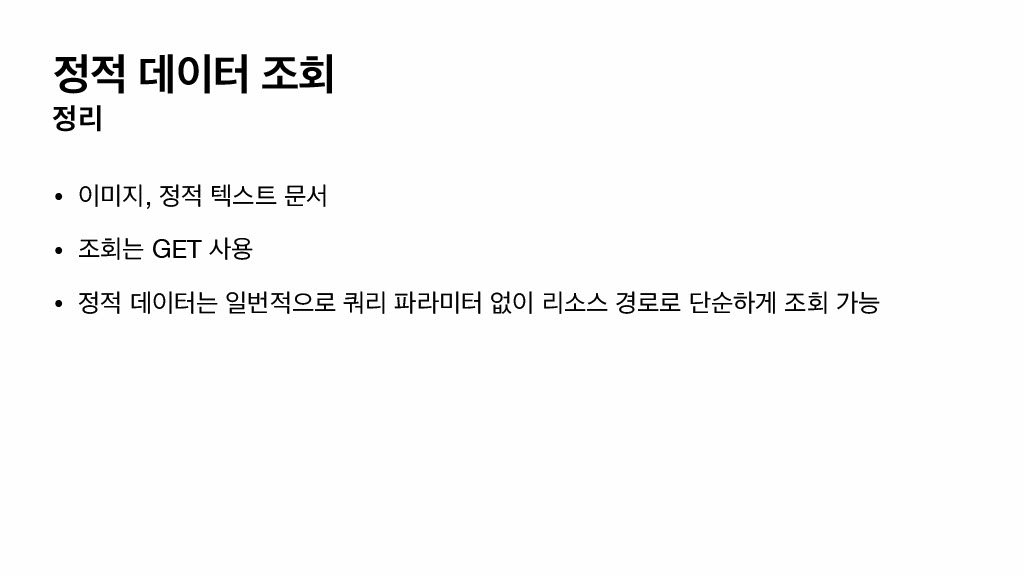 정적 데이터 조회
정리
• 이미지, 정적 텍스트 문서
• 조회는 GET 사용
• 정적 데이터는 일번적으로 쿼리 파라미터 없이 리소스 경로로 단순하게 조회 가능